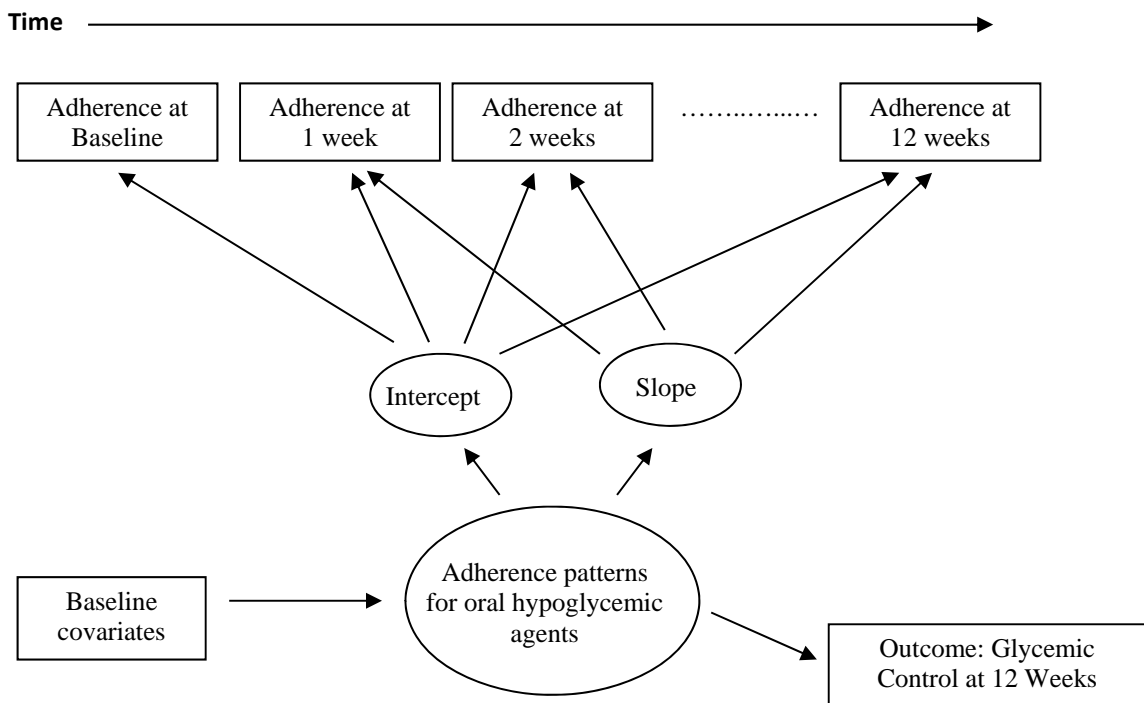 Time
Adherence at
Baseline
Adherence at
1 week
Adherence at
2 weeks
……..…...…
Adherence at
12 weeks
Intercept
Slope
Adherence patterns
for oral hypoglycemic
agents
Baseline
covariates
Outcome: Glycemic
Control at 12 Weeks